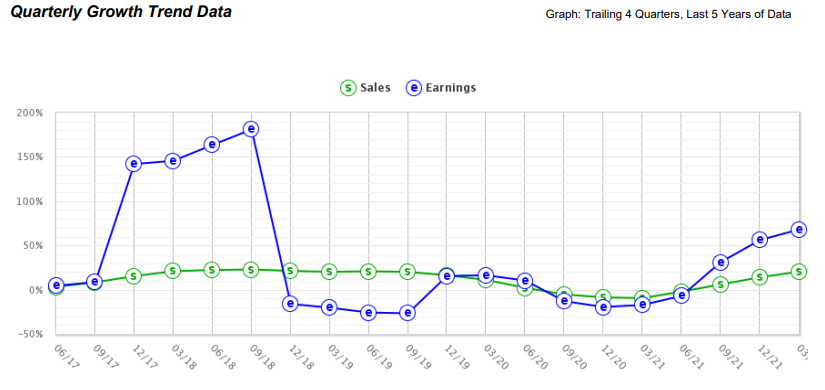 Quarterly Growth Trend Data
Graph: Trailing 4 Quarters, Last 5 Years of Data
s Sales e Earnings
200%
150%
100%
50%
0%
-50%
06/17 09/17 12/17 03/18 06/18 09/18 12/18 03/19 06/19 09/19 12/19 03/20 06/20 09/20 12/20 03/21 06/21 09/21 12/21 03,